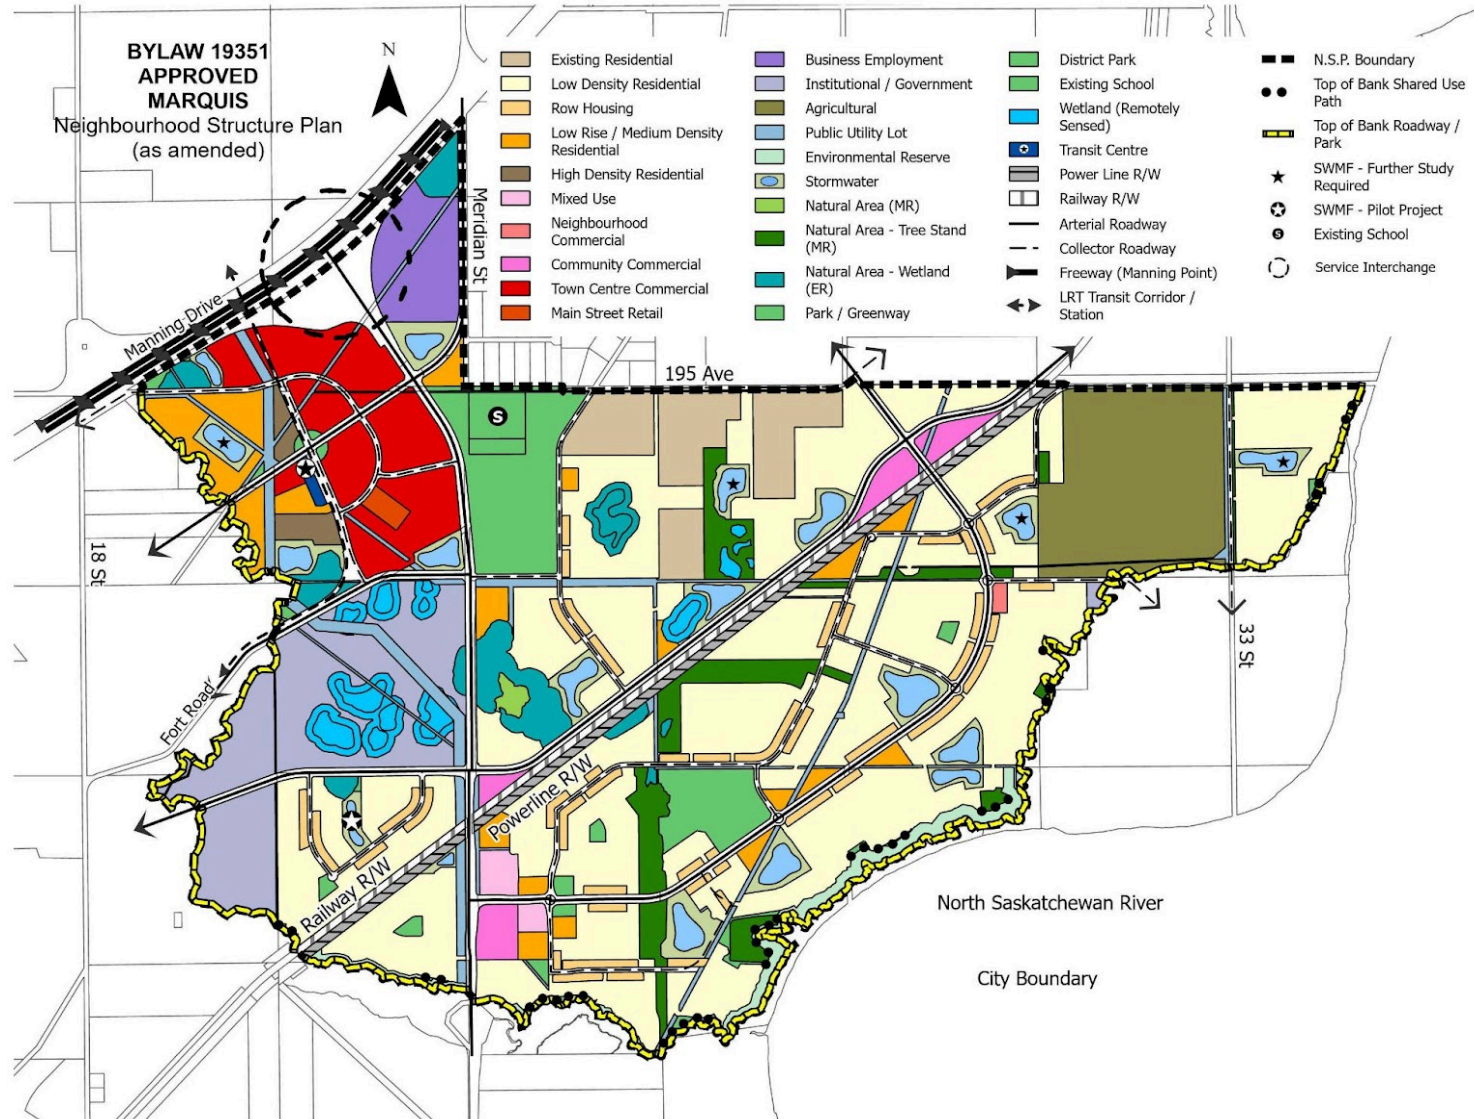 BYLAW 19351
APPROVED
MARQUIS
Neighbourhood Structure Plan
(as amended)
N
Existing Residential
Low Density Residential
Row Housing
Low Rise / Medium Density
Residential
High Density Residential
Mixed Use
Neighbourhood
Commercial
Community Commercial
Town Centre Commercial
Main Street Retail
Business Employment
Institutional / Government
Agricultural
Public Utility Lot
Environmental Reserve
Stormwater
Natural Area (MR)
Natural Area - Tree Stand
(MR)
Natural Area - Wetland
(ER)
Park / Greenway
District Park
Existing School
Wetland (Remotely
Sensed)
Transit Centre
Power Line R/W
Railway R/W
Arterial Roadway
Collector Roadway
Freeway (Manning Point)
LRT Transit Corridor /
Station
N.S.P. Boundary
Top of Bank Shared Use
Path
Top of Bank Roadway /
Park
SWMF - Further Study
Required
SWMF - Pilot Project
S
Existing School
Service Interchange
Meridian St
Manning Drive
195 Ave
S
18 St
33 St
Fort Road
Powerline R/W
Railway R/W
North Saskatchewan River
City Boundary